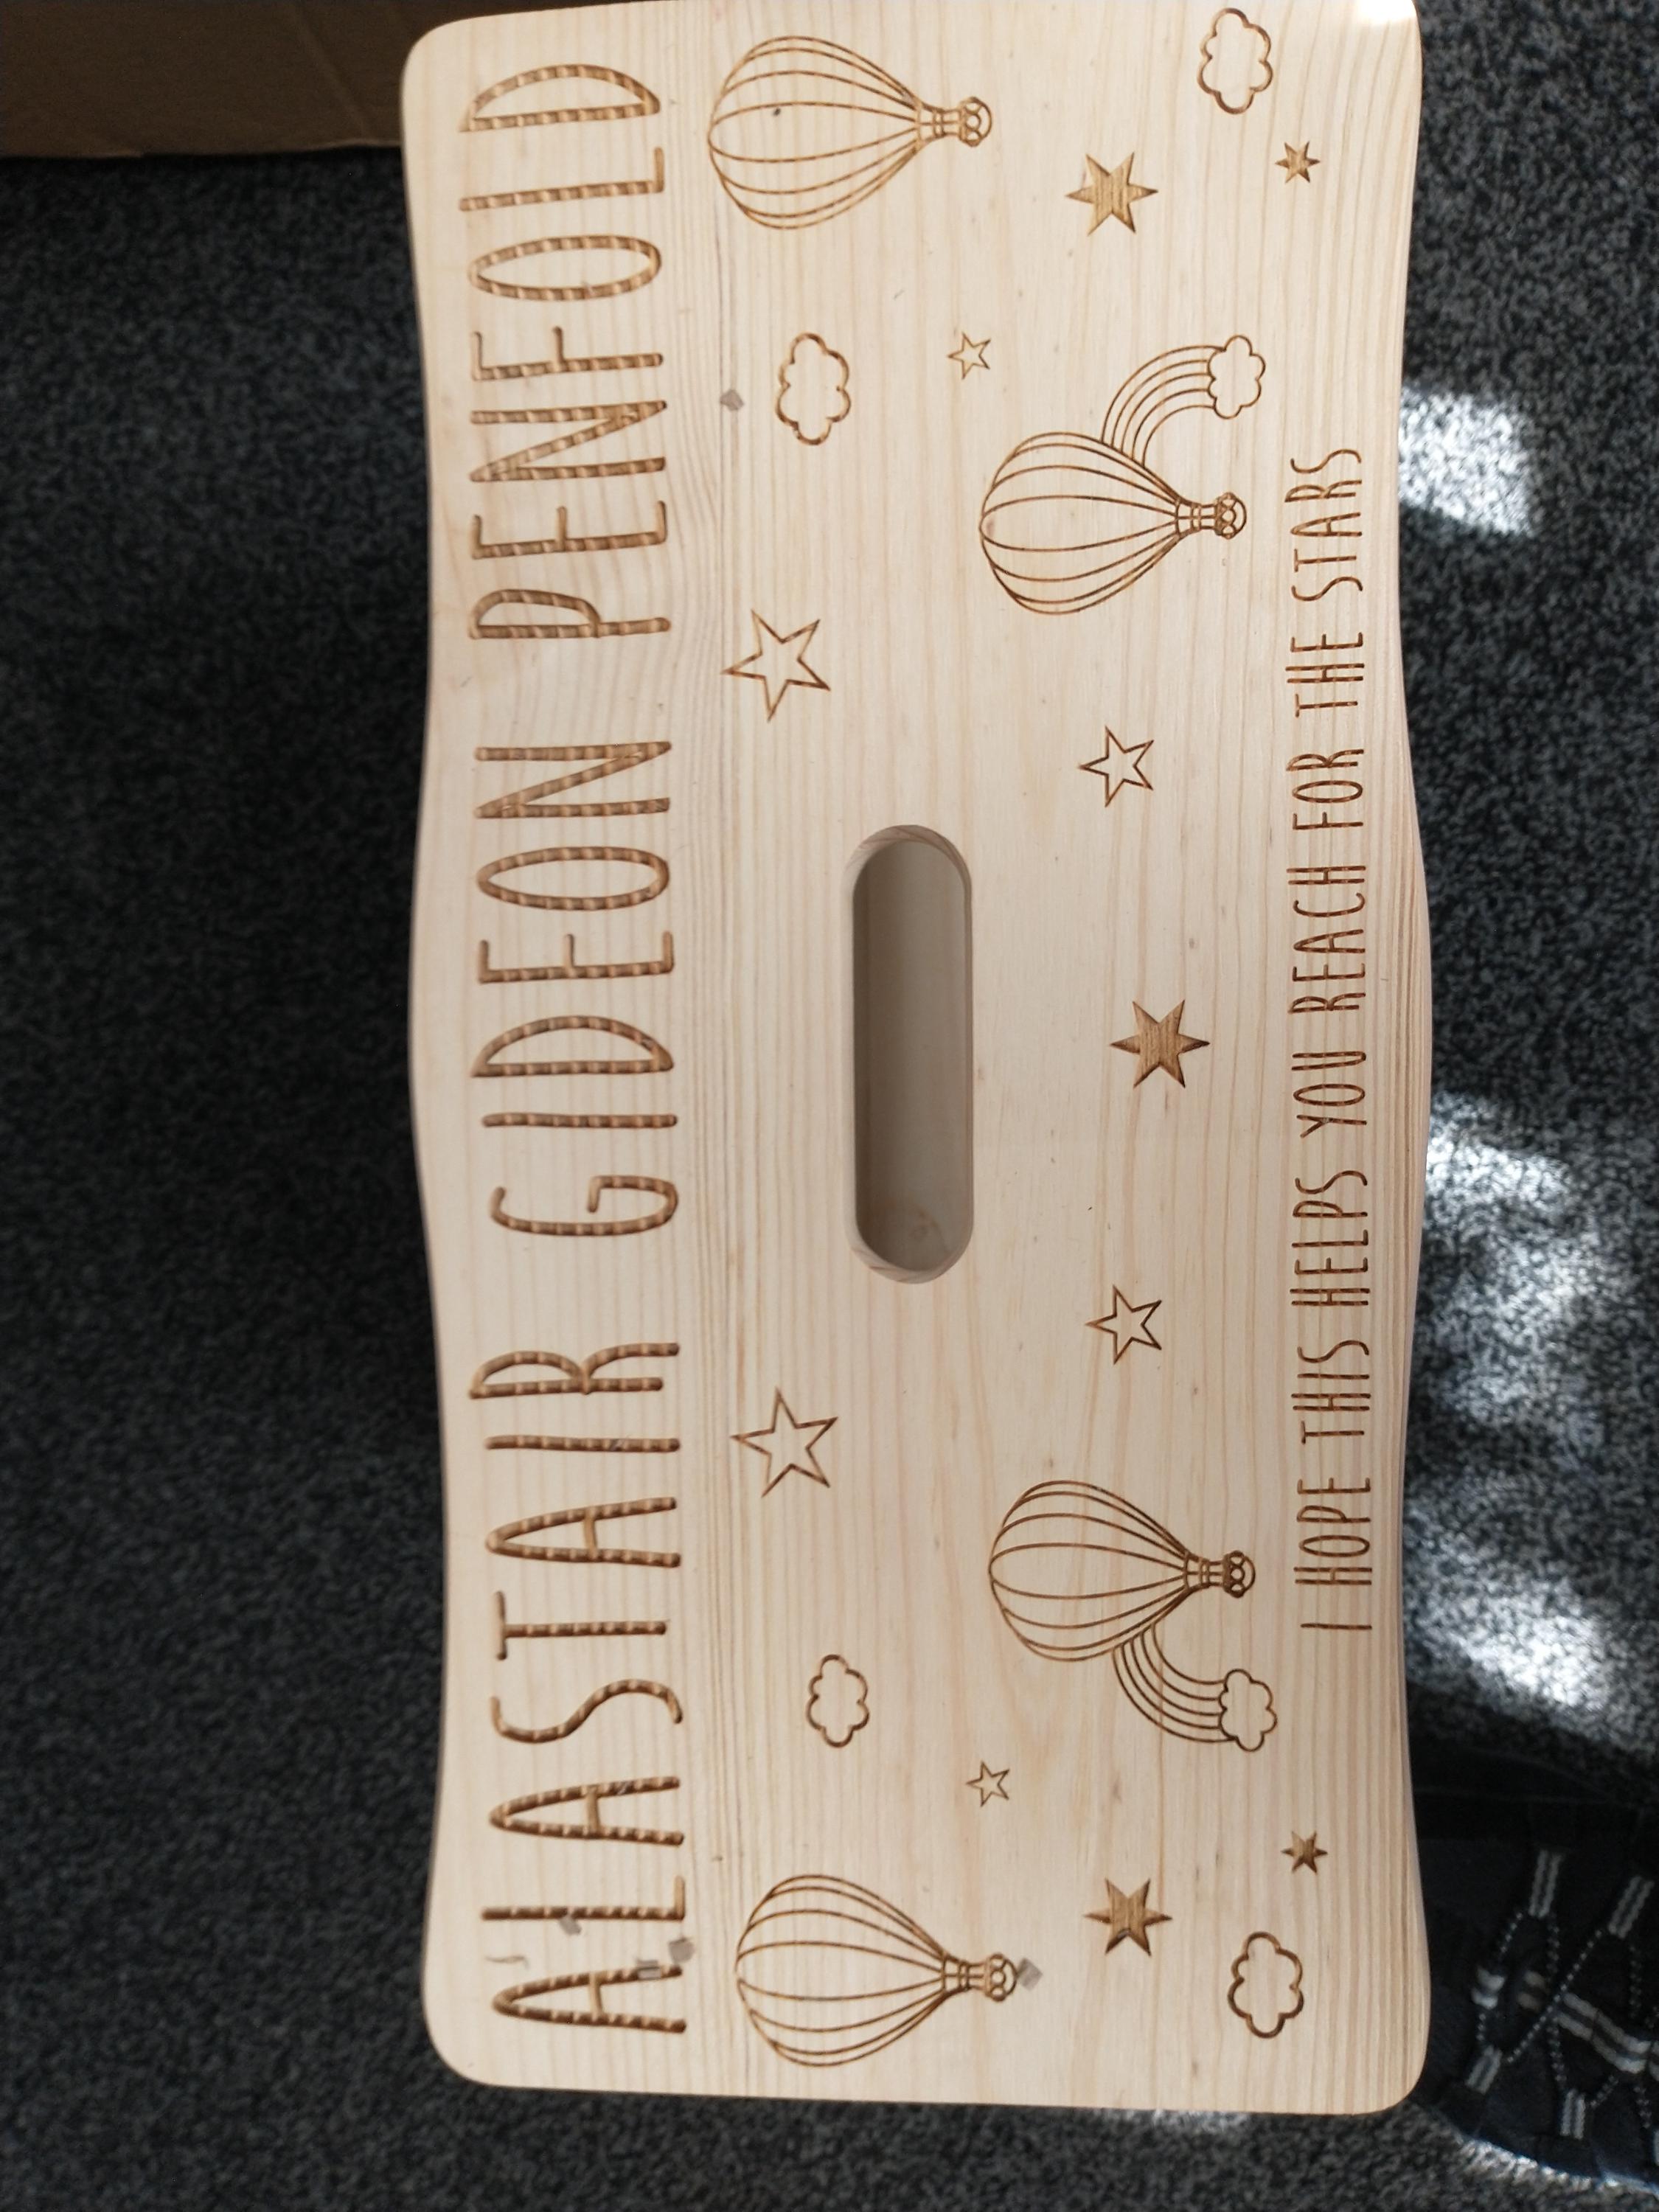 ALASTAIR GIDEON PENFOLD
I HOPE THIS HELPS YOU REACH FOR THE STARS